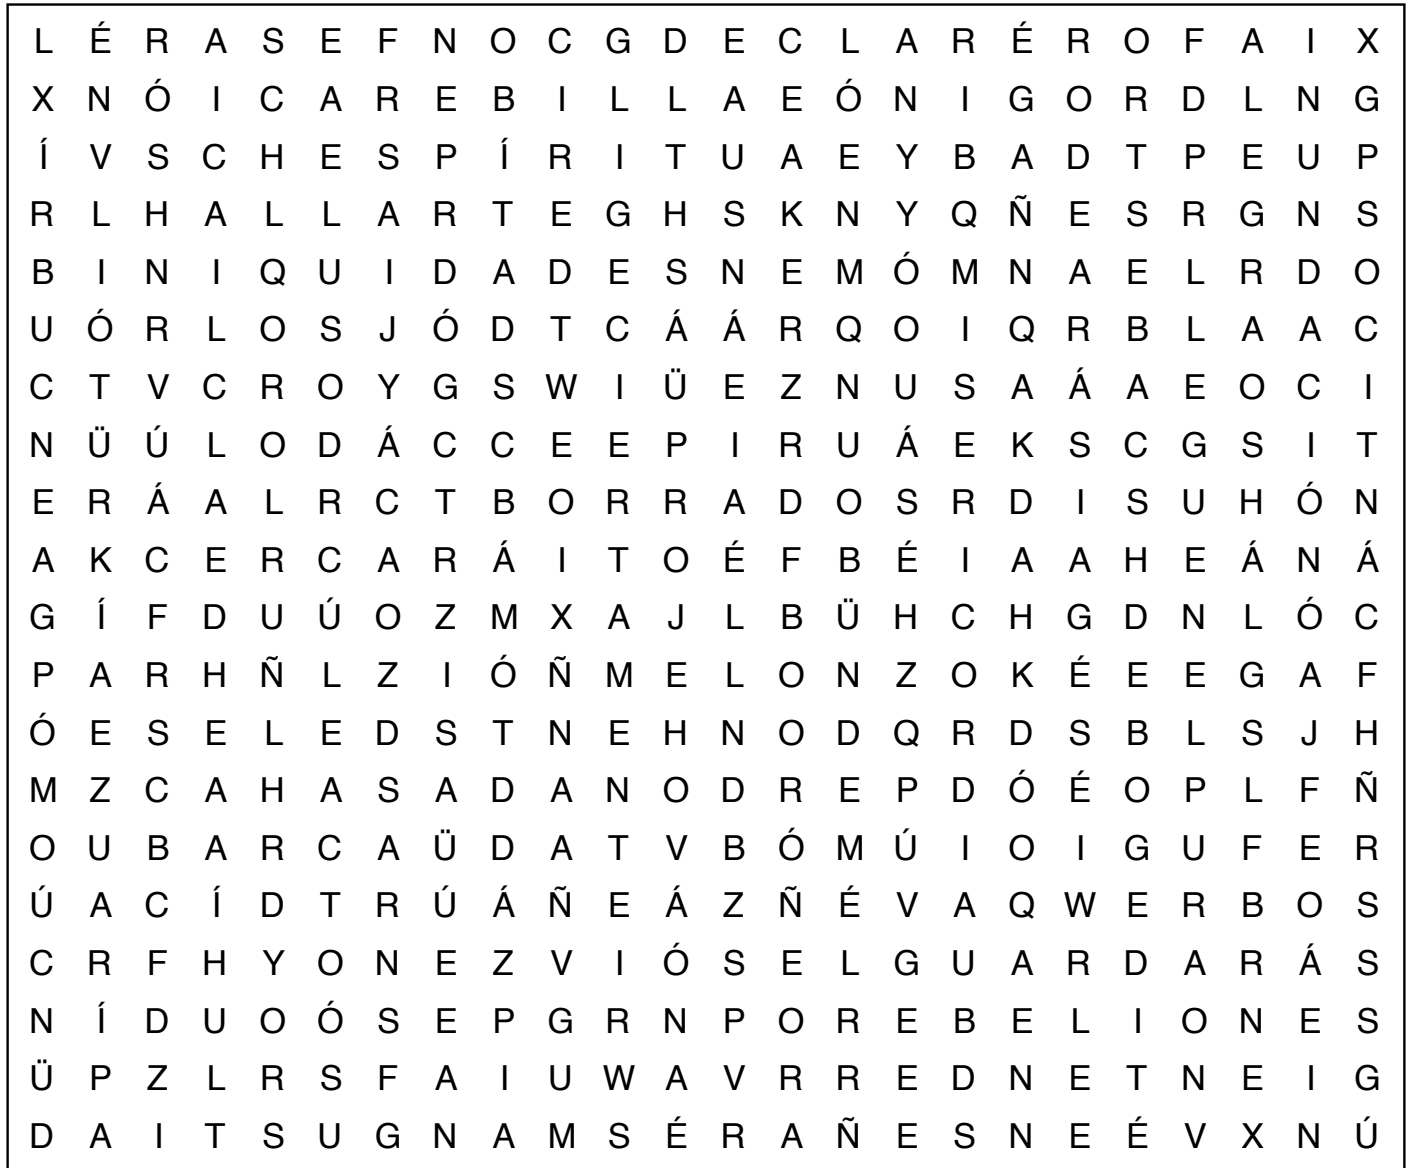 L É R A S E F N O C G D E C L A R É R O F A I X
X N Ó I C A R E B I L L A E Ó N I G O R D L N G
Í V S C H E S P Í R I T U A E Y B A D T P E U P
R L H A L L A R T E G H S K N Y Q Ñ E S R G N S
B I N I Q U I D A D E S N E M Ó M N A E L R D O
U Ó R L O S J Ó D T C Á Á R Q O I Q R B L A A C
C T V C R O Y G S W I Ü E Z N U S A Á A E O C I
N Ü Ú L O D Á C C E E P I R U Á E K S C G S I T
E R Á A L R C T B O R R A D O S R D I S U H Ó N
A K C E R C A R Á I T O É F B É I A A H E Á N Á
G Í F D U Ú O Z M X A J L B Ü H C H G D N L Ó C
P A R H Ñ L Z I Ó Ñ M E L O N Z O K É E E G A F
Ó E S E L E D S T N E H N O D Q R D S B L S J H
M Z C A H A S A D A N O D R E P D Ó É O P L F Ñ
O U B A R C A Ü D A T V B Ó M Ú I O I G U F E R
Ú A C Í D T R Ú Á Ñ E Á Z Ñ É V A Q W E R B O S
C R F H Y O N E Z V I Ó S E L G U A R D A R Á S
N Í D U O Ó S E P G R N P O R E B E L I O N E S
Ü P Z L R S F A I U W A V R R E D N E T N E I G
D A I T S U G N A M S É R A Ñ E S N E É V X N Ú